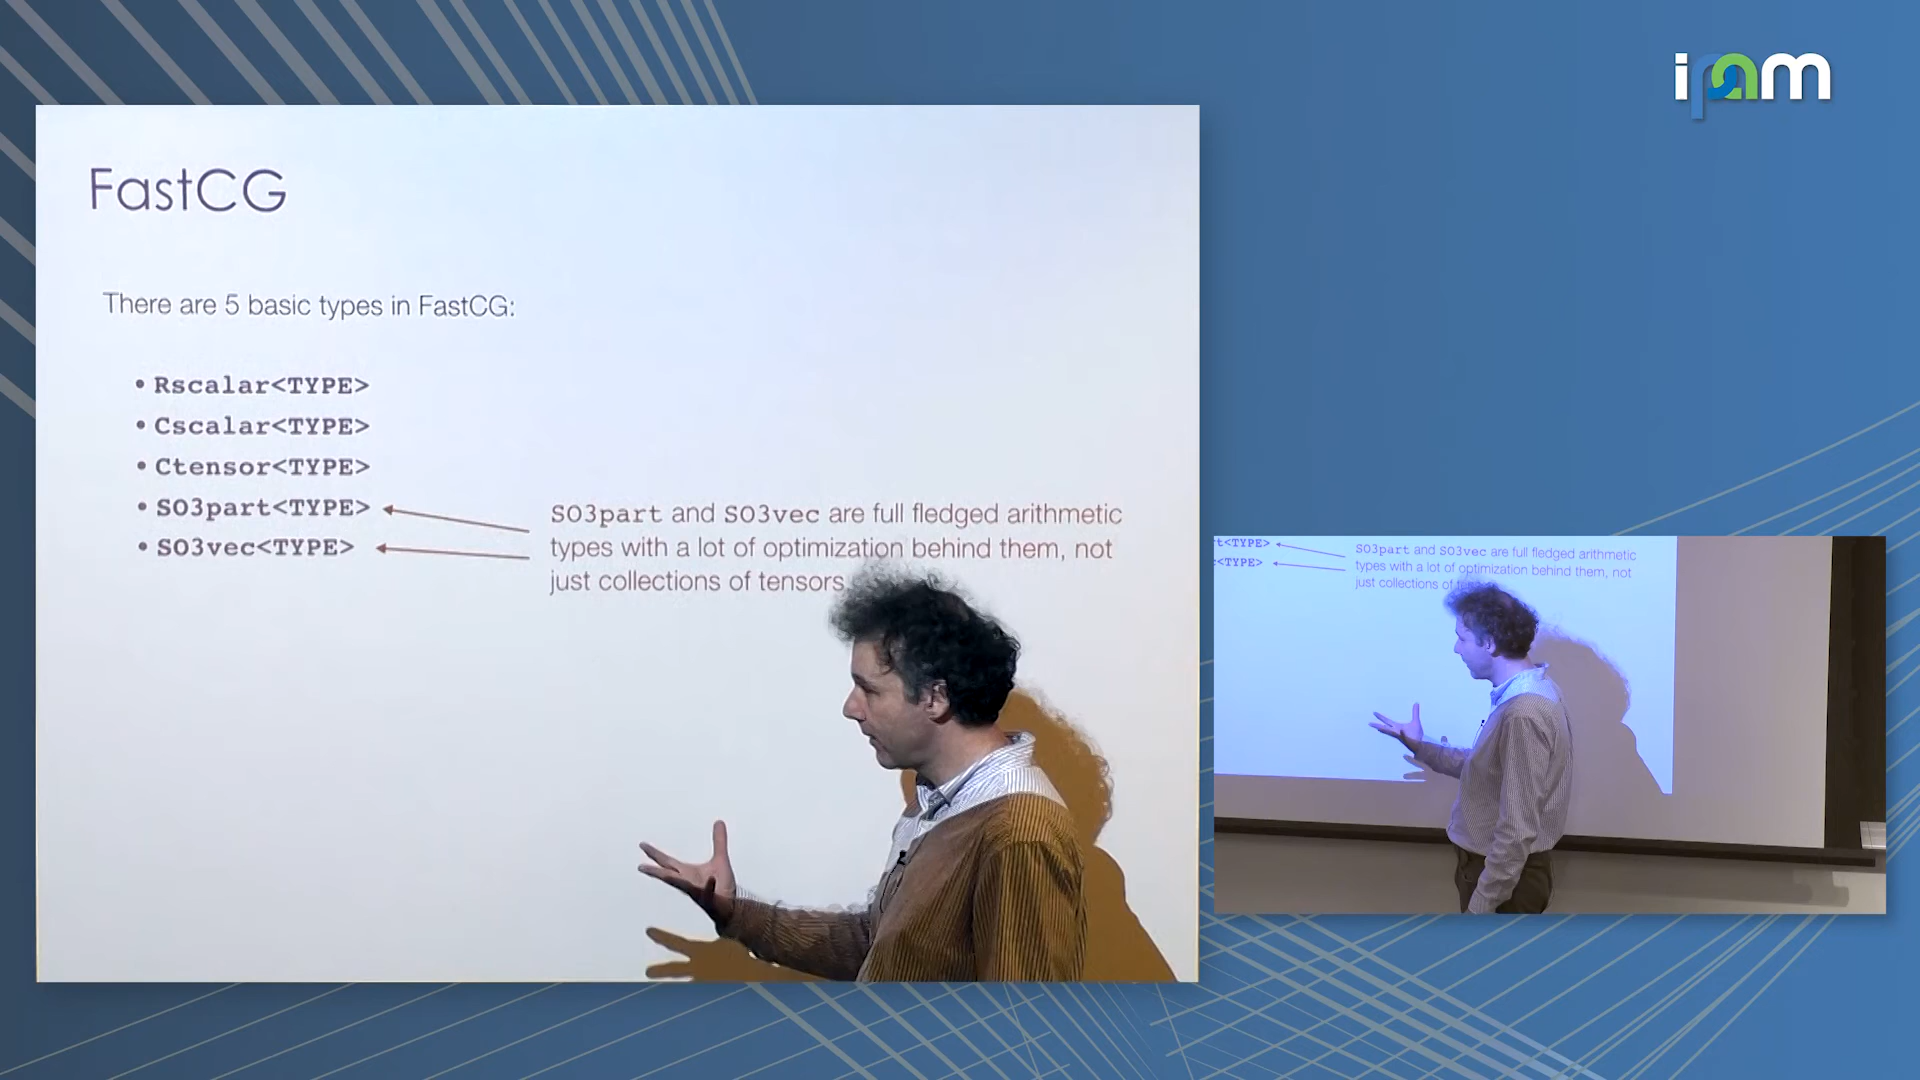 ipam
FastCG
There are 5 basic types in FastCG:
• Rscalar<TYPE>
• Cscalar<TYPE>
• Ctensor<TYPE>
• SO3part<TYPE>
• SO3vec<TYPE>
SO3part and SO3vec are full fledged arithmetic
types with a lot of optimization behind them, not
just collections of tensors
t<TYPE>
<TYPE>
SO3part and SO3vec are full fledged arithmetic
types with a lot of optimization behind them, not
just collections of